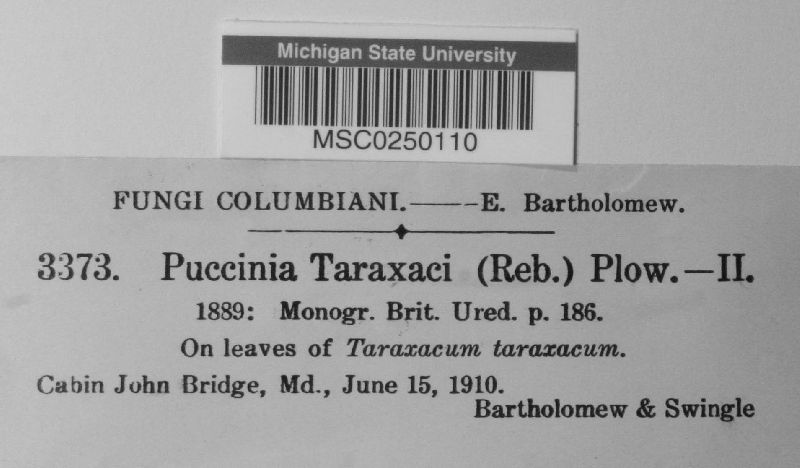 Michigan State University
MSC0250110
FUNGI COLUMBIANI.——E. Bartholomew.
3373. Puccinia Taraxaci (Reb.) Plow.—II.
1889: Monogr. Brit. Ured. p. 186.
On leaves of Taraxacum taraxacum.
Cabin John Bridge, Md., June 15, 1910.
Bartholomew & Swingle